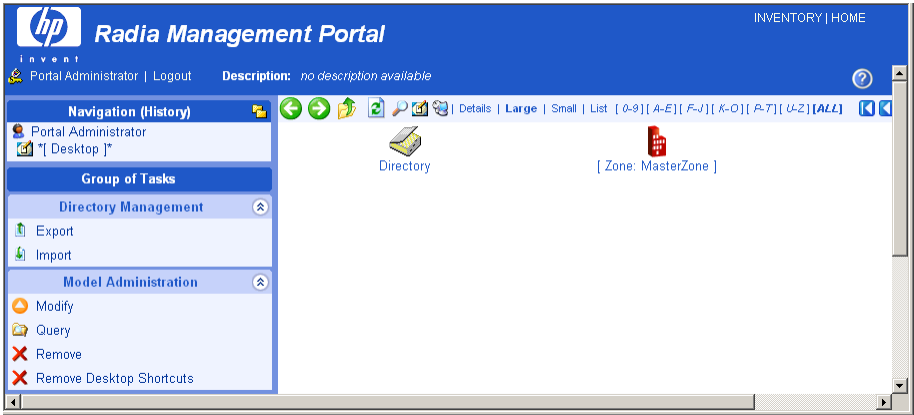 hp
invent
Radia Management Portal
INVENTORY | HOME
Portal Administrator | Logout
Description: no description available
?
Navigation (History)
Portal Administrator
*[ Desktop ]*
Group of Tasks
Directory Management
Export
Import
Model Administration
Modify
Query
Remove
Remove Desktop Shortcuts
| Details | Large | Small | List [ 0-9 ] [ A-E ] [ F-J ] [ K-O ] [ P-T ] [ U-Z ] [ALL]
Directory
[ Zone: MasterZone ]